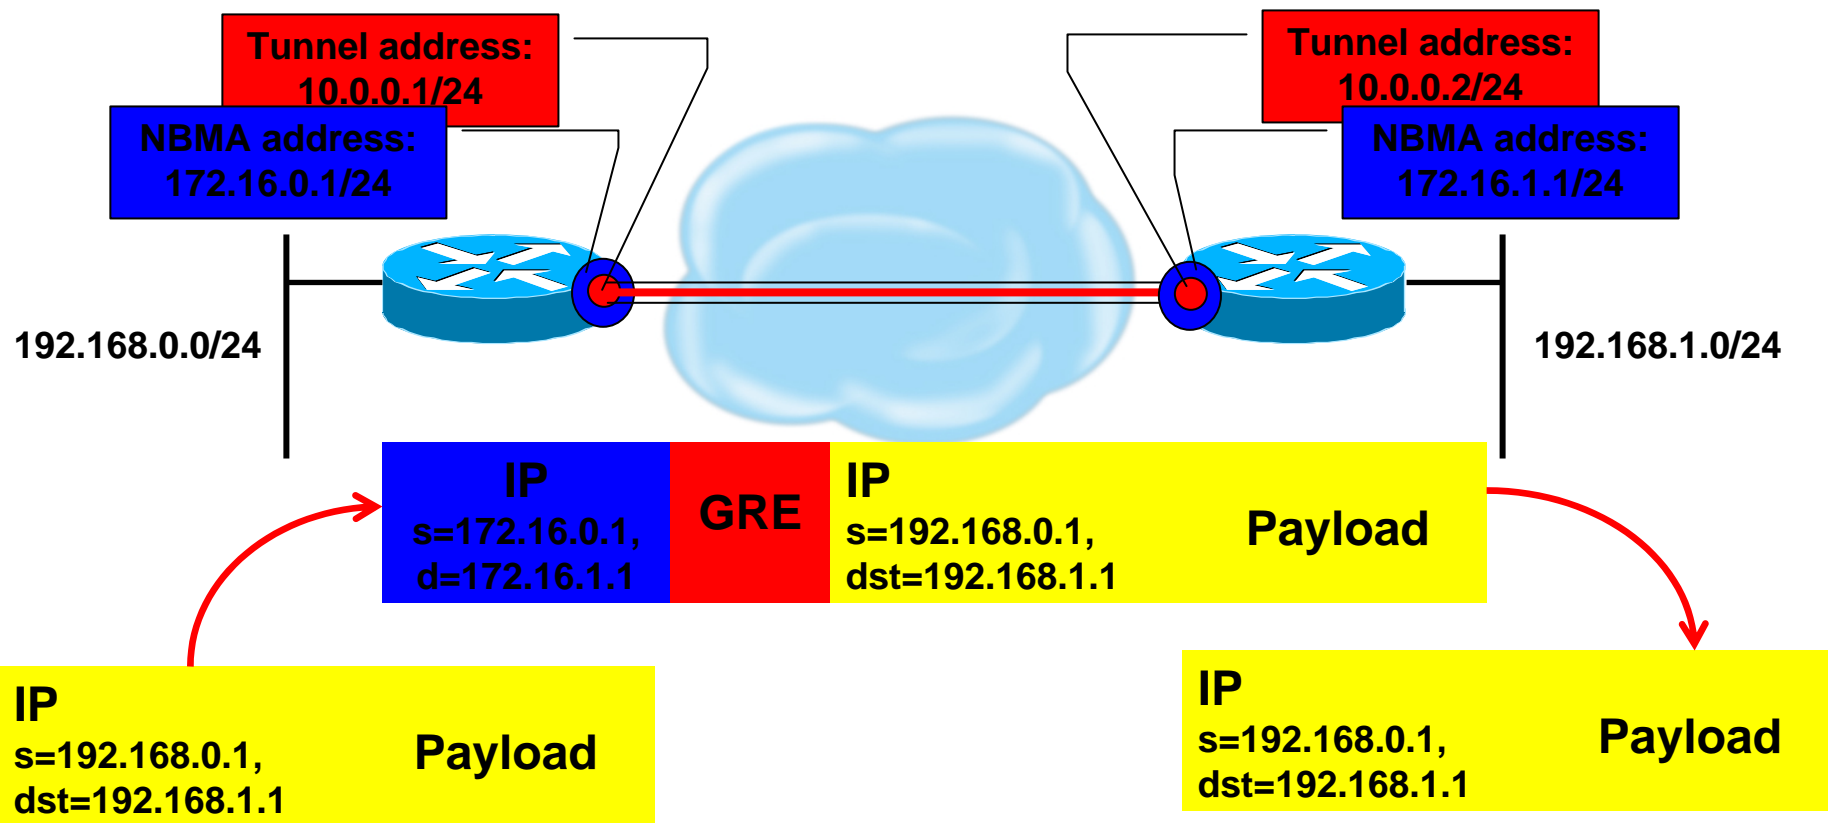 Tunnel address:
10.0.0.1/24
NBMA address:
172.16.0.1/24
Tunnel address:
10.0.0.2/24
NBMA address:
172.16.1.1/24
192.168.0.0/24
192.168.1.0/24
IP
s=172.16.0.1,
d=172.16.1.1
GRE
IP
s=192.168.0.1,
dst=192.168.1.1
Payload
IP
s=192.168.0.1,
dst=192.168.1.1
Payload
IP
s=192.168.0.1,
dst=192.168.1.1
Payload